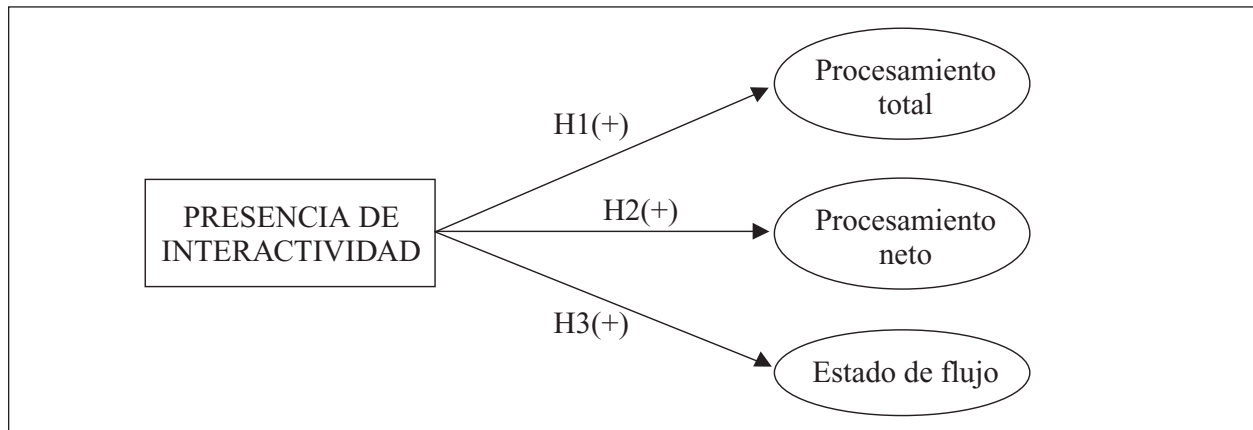 Procesamiento
total
H1(+)
PRESENCIA DE
INTERACTIVIDAD
H2(+)
Procesamiento
neto
H3(+)
Estado de flujo